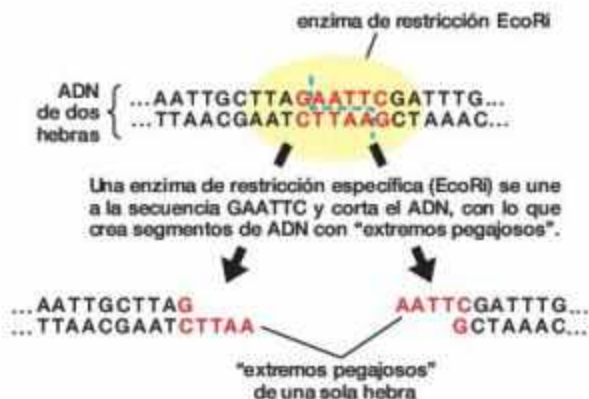 enzima de restricción EcoRI
ADN
de dos
hebras
...AATTGCTTAGAATTCGATTTG...
...TTAACGAATCTTAAGCTAAAC...
Una enzima de restricción específica (EcoRI) se une
a la secuencia GAATTC y corta el ADN, con lo que
crea segmentos de ADN con “extremos pegajosos”.
...AATTGCTTAG
...TTAACGAATCTTAA
AATTCGATTTG...
GCTAAAC...
“extremos pegajosos”
de una sola hebra